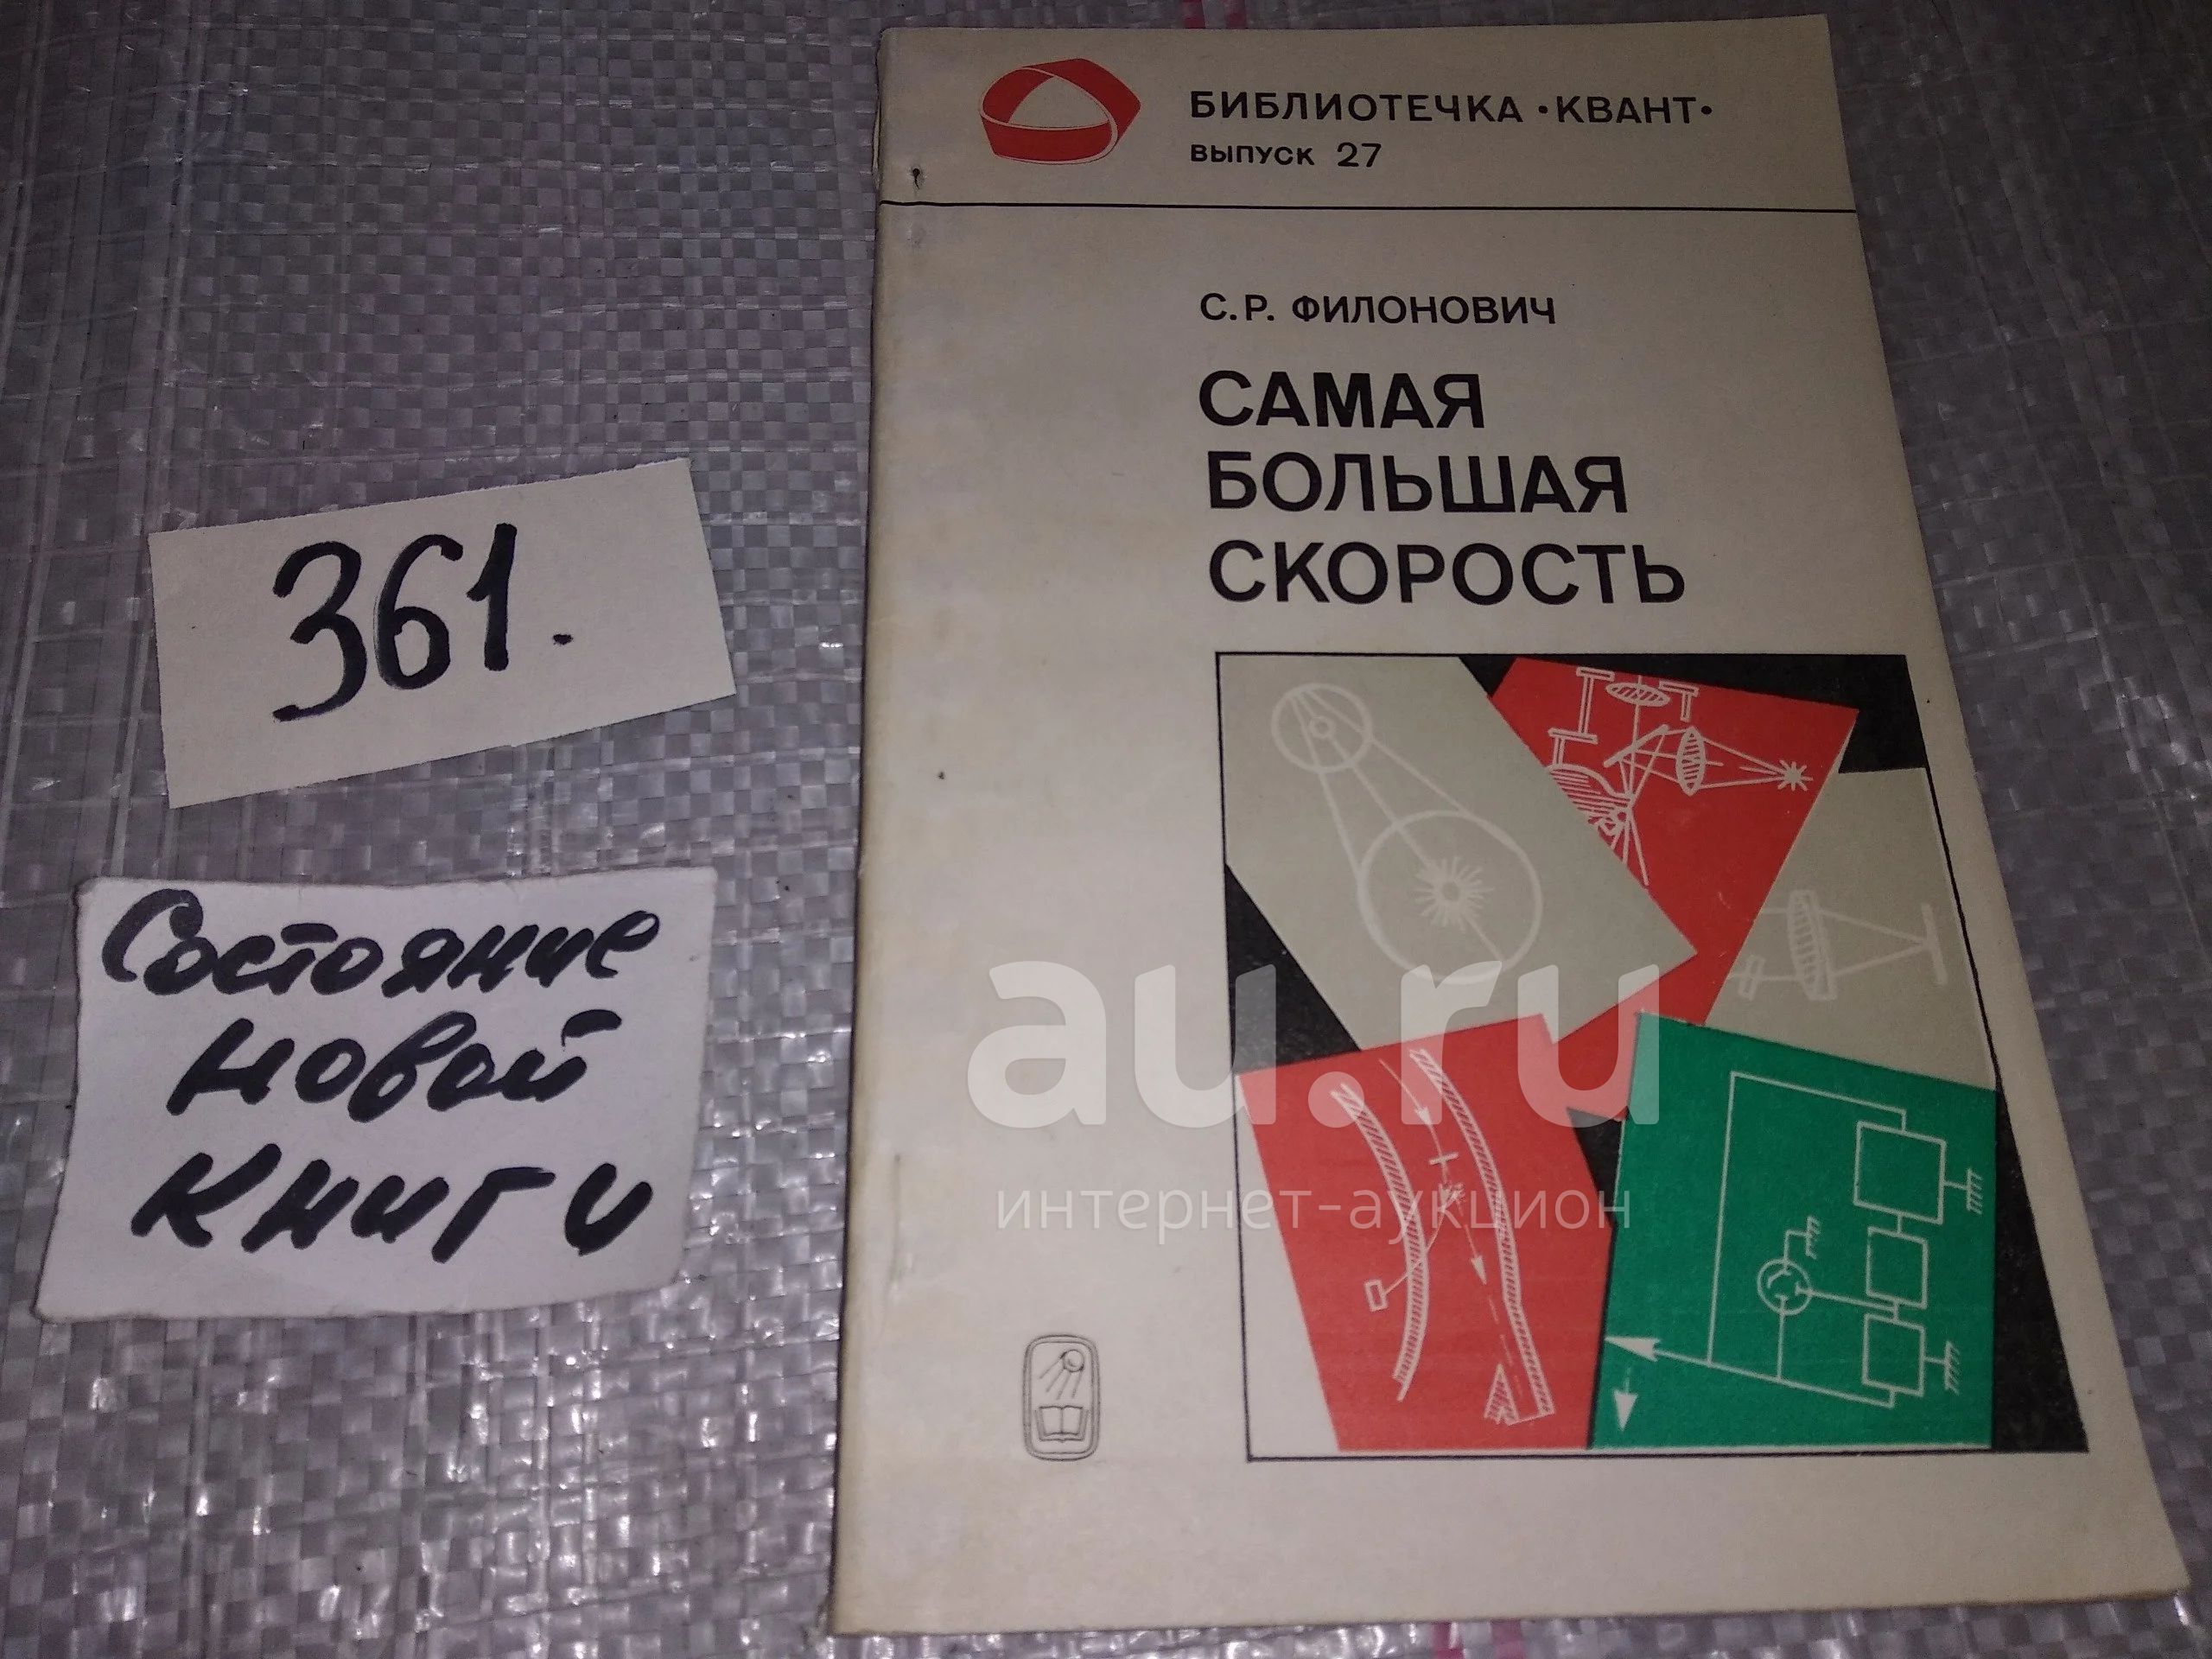 БИБЛИОТЕЧКА •КВАНТ•
ВЫПУСК 27
С.Р. ФИЛОНОВИЧ
САМАЯ
БОЛЬШАЯ
СКОРОСТЬ
361.
Состояние
новой
книги
au.ru
интернет-аукцион